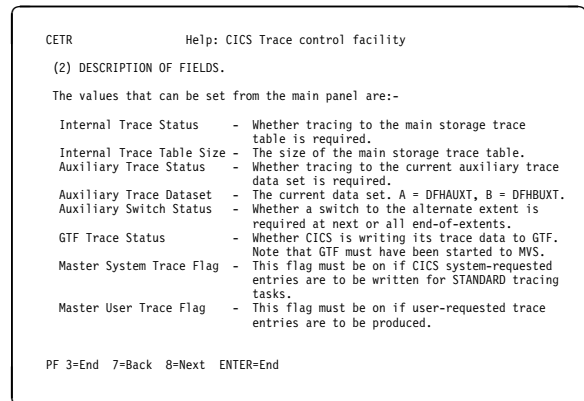 CETR                 Help: CICS Trace control facility
(2) DESCRIPTION OF FIELDS.
The values that can be set from the main panel are:-
Internal Trace Status     -  Whether tracing to the main storage trace
table is required.
Internal Trace Table Size -  The size of the main storage trace table.
Auxiliary Trace Status    -  Whether tracing to the current auxiliary trace
data set is required.
Auxiliary Trace Dataset   -  The current data set. A = DFHAUXT, B = DFHBUXT.
Auxiliary Switch Status   -  Whether a switch to the alternate extent is
required at next or all end-of-extents.
GTF Trace Status          -  Whether CICS is writing its trace data to GTF.
Note that GTF must have been started to MVS.
Master System Trace Flag  -  This flag must be on if CICS system-requested
entries are to be written for STANDARD tracing
tasks.
Master User Trace Flag    -  This flag must be on if user-requested trace
entries are to be produced.
PF 3=End  7=Back  8=Next  ENTER=End